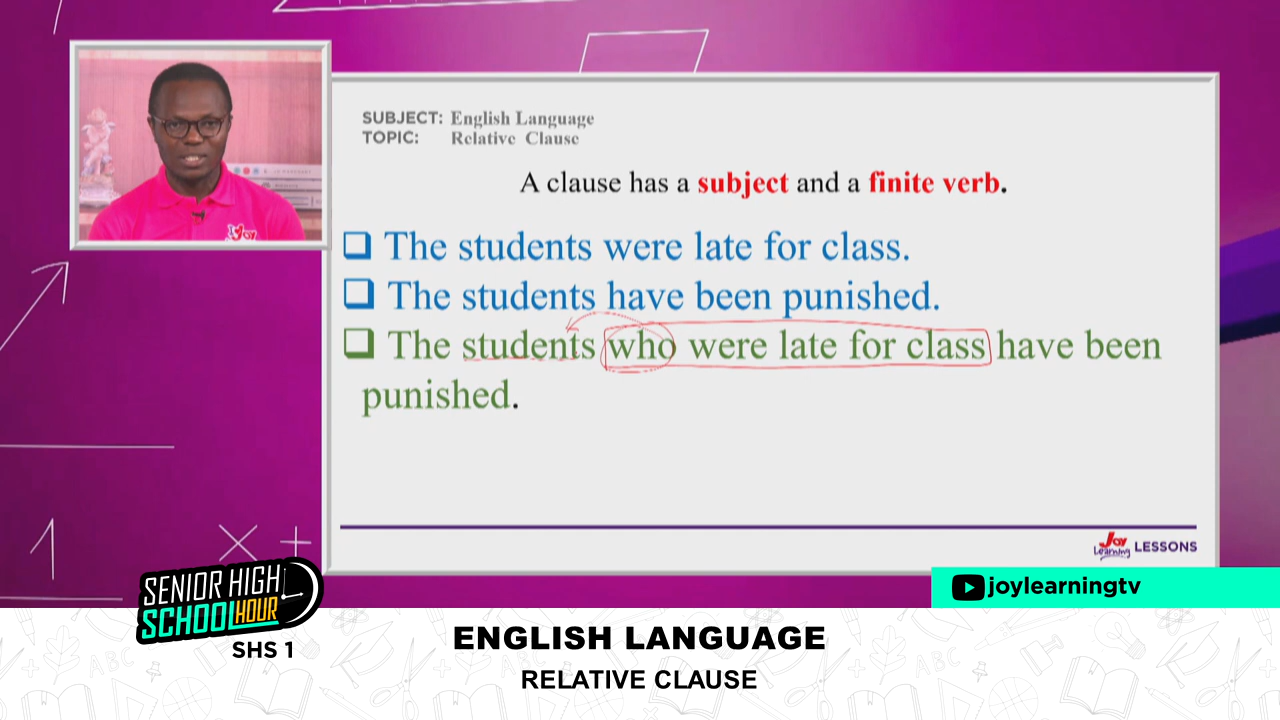 SUBJECT: English Language
TOPIC: Relative Clause
A clause has a subject and a finite verb.
The students were late for class.
The students have been punished.
The students who were late for class have been
punished.
Joy Learning LESSONS
joylearningtv
SENIOR HIGH
SCHOOL HOUR
SHS 1
ENGLISH LANGUAGE
RELATIVE CLAUSE